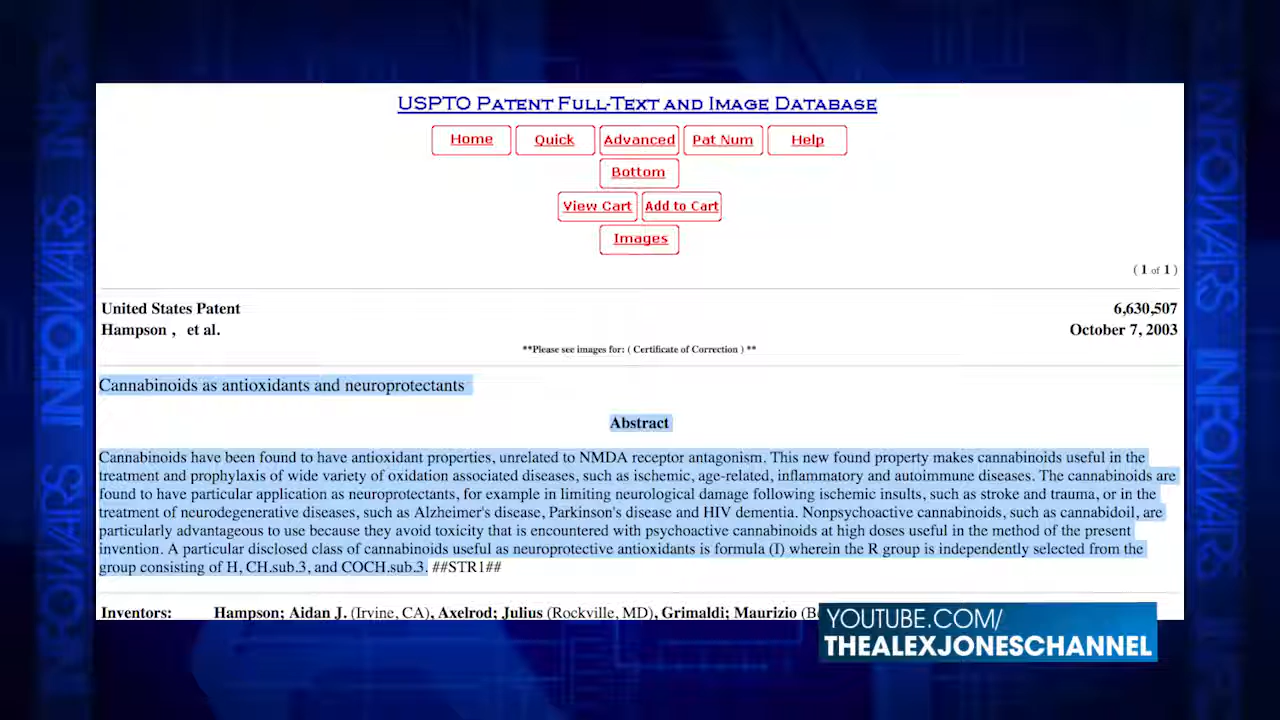 USPTO PATENT FULL-TEXT AND IMAGE DATABASE
Home Quick Advanced Pat Num Help
Bottom
View Cart Add to Cart
Images
( 1 of 1 )
United States Patent 6,630,507
Hampson , et al. October 7, 2003
**Please see images for: ( Certificate of Correction ) **
Cannabinoids as antioxidants and neuroprotectants
Abstract
Cannabinoids have been found to have antioxidant properties, unrelated to NMDA receptor antagonism. This new found property makes cannabinoids useful in the
treatment and prophylaxis of wide variety of oxidation associated diseases, such as ischemic, age-related, inflammatory and autoimmune diseases. The cannabinoids are
found to have particular application as neuroprotectants, for example in limiting neurological damage following ischemic insults, such as stroke and trauma, or in the
treatment of neurodegenerative diseases, such as Alzheimer's disease, Parkinson's disease and HIV dementia. Nonpsychoactive cannabinoids, such as cannabidoil, are
particularly advantageous to use because they avoid toxicity that is encountered with psychoactive cannabinoids at high doses useful in the method of the present
invention. A particular disclosed class of cannabinoids useful as neuroprotective antioxidants is formula (I) wherein the R group is independently selected from the
group consisting of H, CH.sub.3, and COCH.sub.3. ##STR1##
Inventors: Hampson; Aidan J. (Irvine, CA), Axelrod; Julius (Rockville, MD), Grimaldi; Maurizio
YOUTUBE.COM/
THEALEXJONESCHANNEL
INFOWARS
INFOWARS